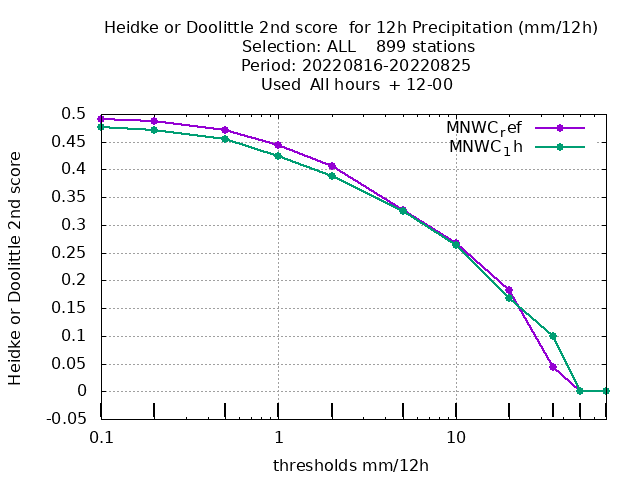 Heidke or Doolittle 2nd score  for 12h Precipitation (mm/12h)
Selection: ALL    899 stations
Period: 20220816-20220825
Used  All hours  + 12-00
MNWCref
MNWC1h
Heidke or Doolittle 2nd score
0.5
0.45
0.4
0.35
0.3
0.25
0.2
0.15
0.1
0.05
0
-0.05
0.1 1 10
thresholds mm/12h